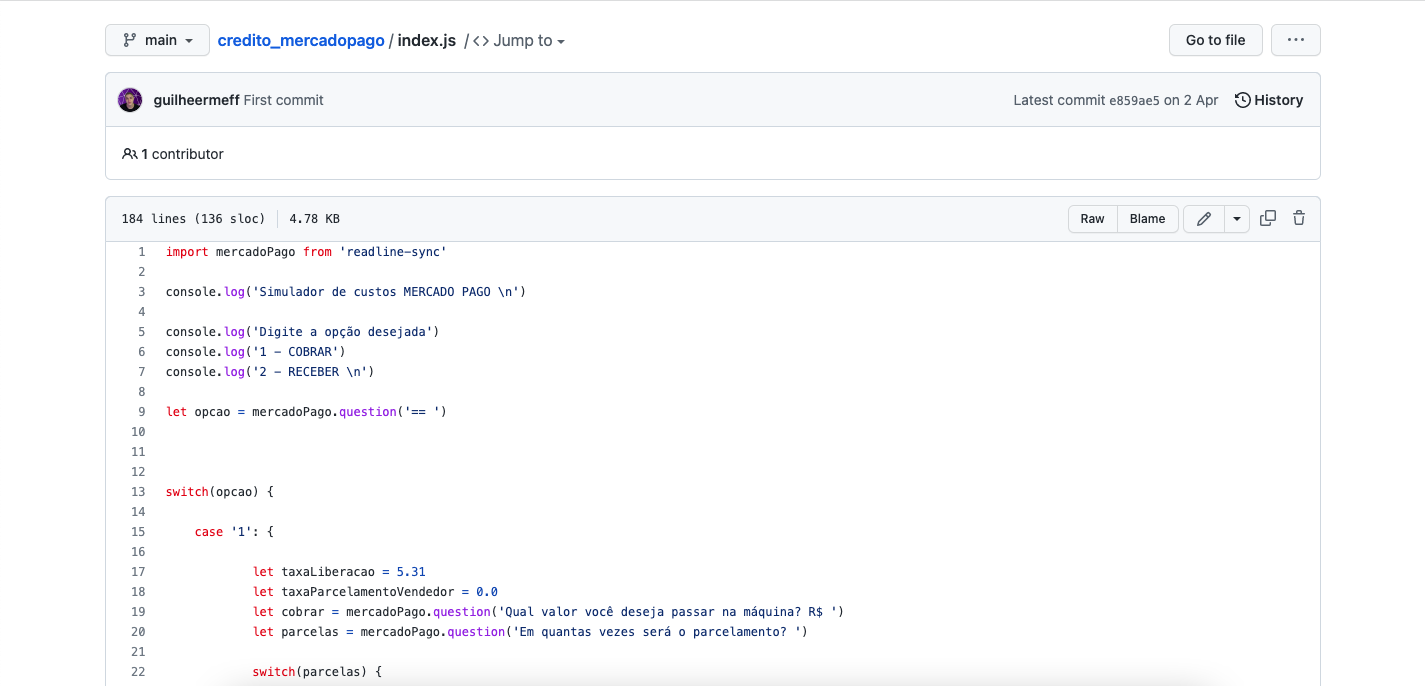 main credito_mercadopago / index.js / <> Jump to Go to file ...
guilheermeff First commit Latest commit e859ae5 on 2 Apr History
1 contributor
184 lines (136 sloc) 4.78 KB Raw Blame
1 import mercadoPago from 'readline-sync'
2
3 console.log('Simulador de custos MERCADO PAGO \n')
4
5 console.log('Digite a opção desejada')
6 console.log('1 - COBRAR')
7 console.log('2 - RECEBER \n')
8
9 let opcao = mercadoPago.question('== ')
10
11
12
13 switch(opcao) {
14
15 case '1': {
16
17 let taxaLiberacao = 5.31
18 let taxaParcelamentoVendedor = 0.0
19 let cobrar = mercadoPago.question('Qual valor você deseja passar na máquina? R$ ')
20 let parcelas = mercadoPago.question('Em quantas vezes será o parcelamento? ')
21
22 switch(parcelas) {